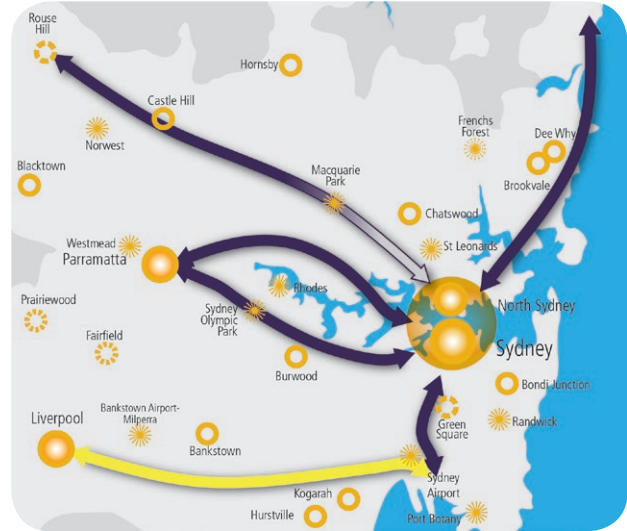 Rouse
Hill
Hornsby
Castle Hill
Norwest
Frenchs
Forest
Dee Why
Brookvale
Blacktown
Macquarie
Park
Chatswood
St Leonards
Westmead
Parramatta
Rhodes
North Sydney
Prairiewood
Sydney
Olympic
Park
Sydney
Fairfield
Burwood
Bondi Junction
Liverpool
Bankstown Airport-
Milperra
Bankstown
Green
Square
Randwick
Sydney
Airport
Kogarah
Hurstville
Port Botany